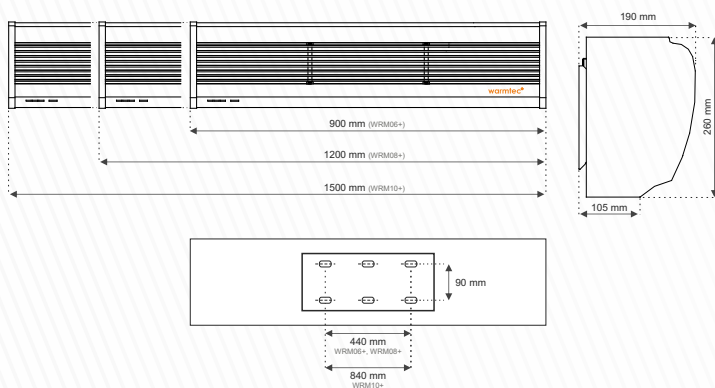 190 mm
warmtec
900 mm (WRM06+)
1200 mm (WRM08+)
1500 mm (WRM10+)
260 mm
105 mm
90 mm
440 mm
WRM06+, WRM08+
840 mm
WRM10+